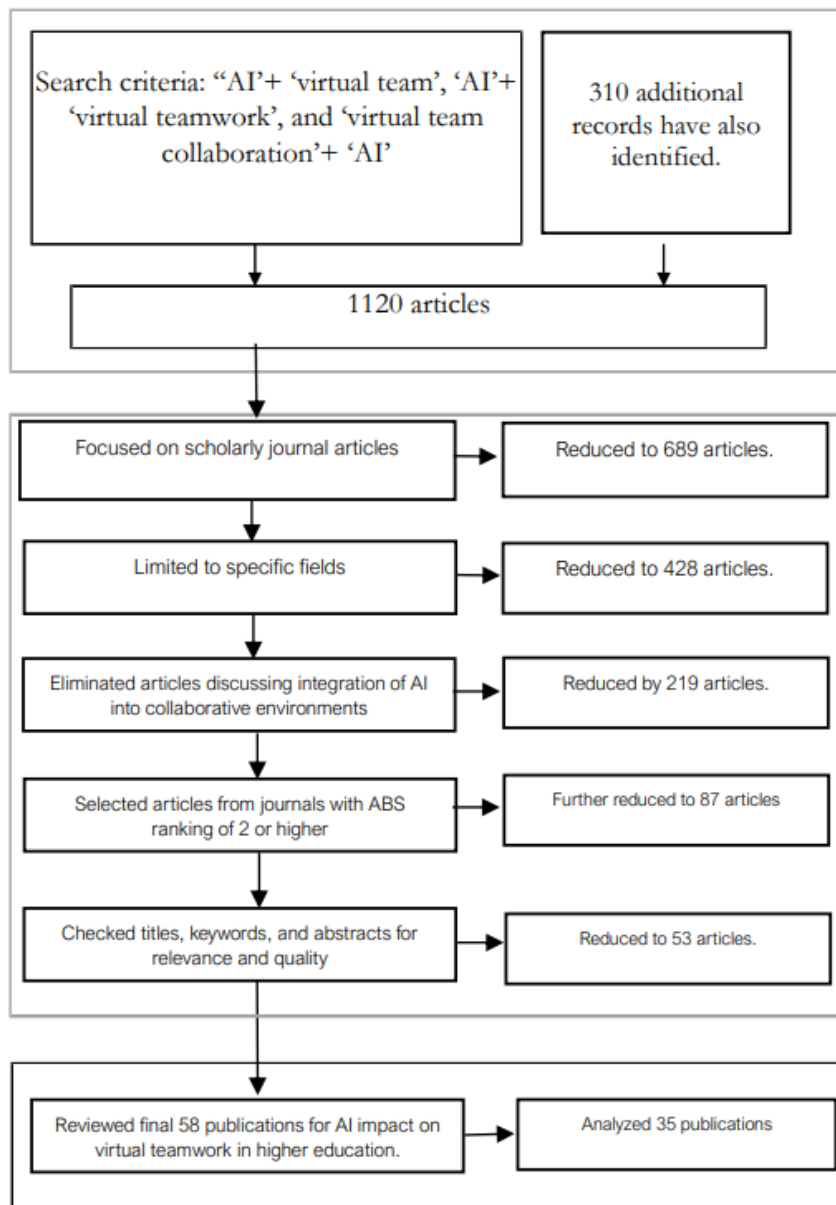 Search criteria: “AI’+ ‘virtual team’, ‘AI’+
‘virtual teamwork’, and ‘virtual team
collaboration’+ ‘AI’
310 additional
records have also
identified.
1120 articles
Focused on scholarly journal articles
Reduced to 689 articles.
Limited to specific fields
Reduced to 428 articles.
Eliminated articles discussing integration of AI
into collaborative environments
Reduced by 219 articles.
Selected articles from journals with ABS
ranking of 2 or higher
Further reduced to 87 articles
Checked titles, keywords, and abstracts for
relevance and quality
Reduced to 53 articles.
Reviewed final 58 publications for AI impact on
virtual teamwork in higher education.
Analyzed 35 publications